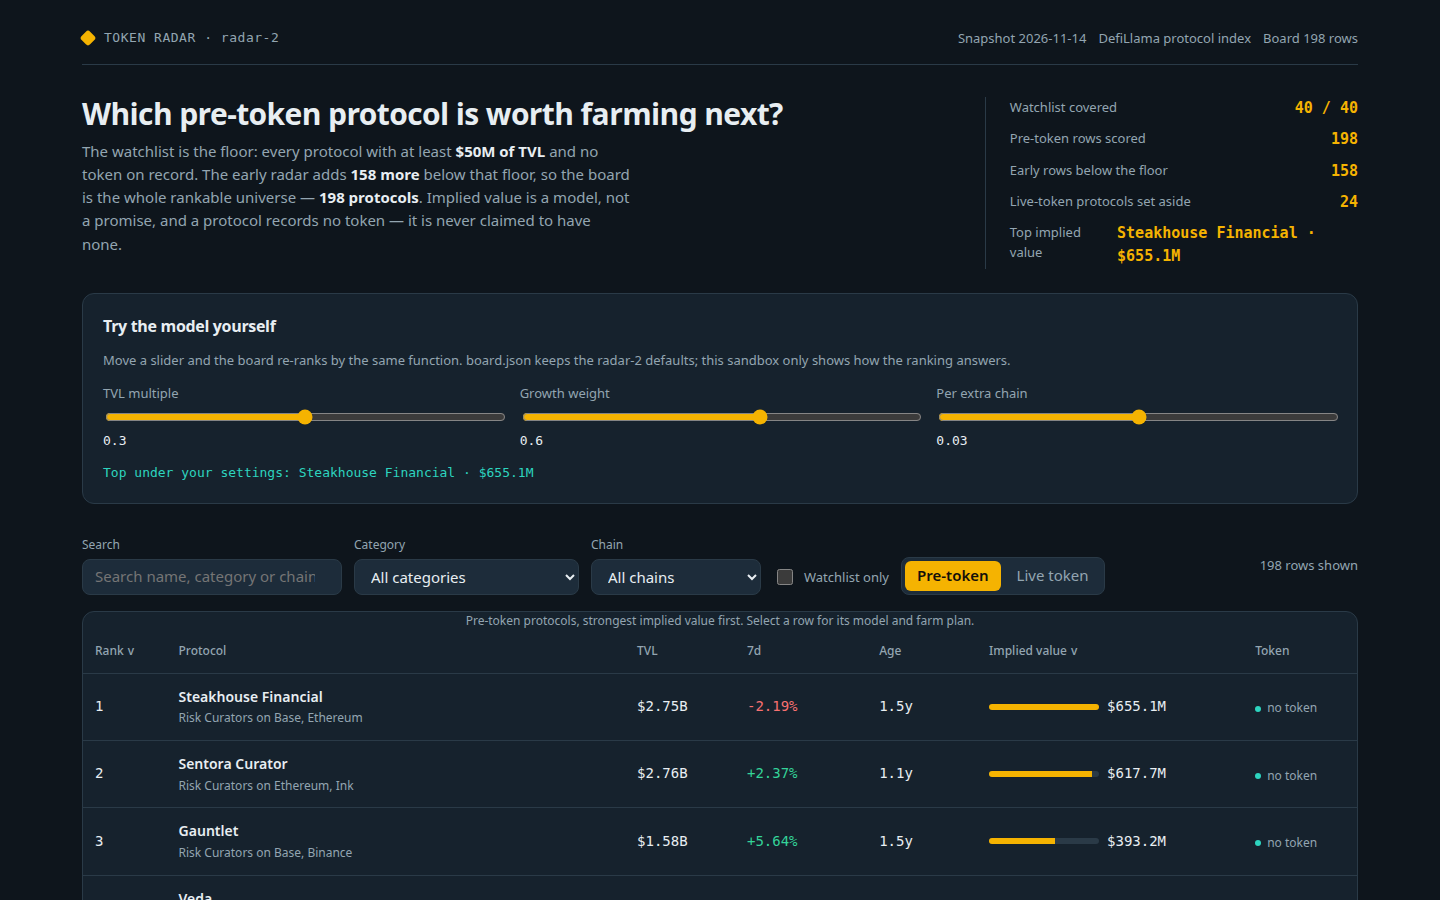 TOKEN RADAR · radar-2
Snapshot 2026-11-14 DefiLlama protocol index Board 198 rows
Which pre-token protocol is worth farming next?
The watchlist is the floor: every protocol with at least $50M of TVL and no
token on record. The early radar adds 158 more below that floor, so the board
is the whole rankable universe — 198 protocols. Implied value is a model, not
a promise, and a protocol records no token — it is never claimed to have
none.
Watchlist covered 40 / 40
Pre-token rows scored 198
Early rows below the floor 158
Live-token protocols set aside 24
Top implied value Steakhouse Financial · $655.1M
Try the model yourself
Move a slider and the board re-ranks by the same function. board.json keeps the radar-2 defaults; this sandbox only shows how the ranking answers.
TVL multiple Growth weight Per extra chain
0.3 0.6 0.03
Top under your settings: Steakhouse Financial · $655.1M
Search Category Chain
Search name, category or chain All categories All chains Watchlist only Pre-token Live token 198 rows shown
Pre-token protocols, strongest implied value first. Select a row for its model and farm plan.
Rank v Protocol TVL 7d Age Implied value v Token
1 Steakhouse Financial $2.75B -2.19% 1.5y $655.1M no token
Risk Curators on Base, Ethereum
2 Sentora Curator $2.76B +2.37% 1.1y $617.7M no token
Risk Curators on Ethereum, Ink
3 Gauntlet $1.58B +5.64% 1.5y $393.2M no token
Risk Curators on Base, Binance
Veda